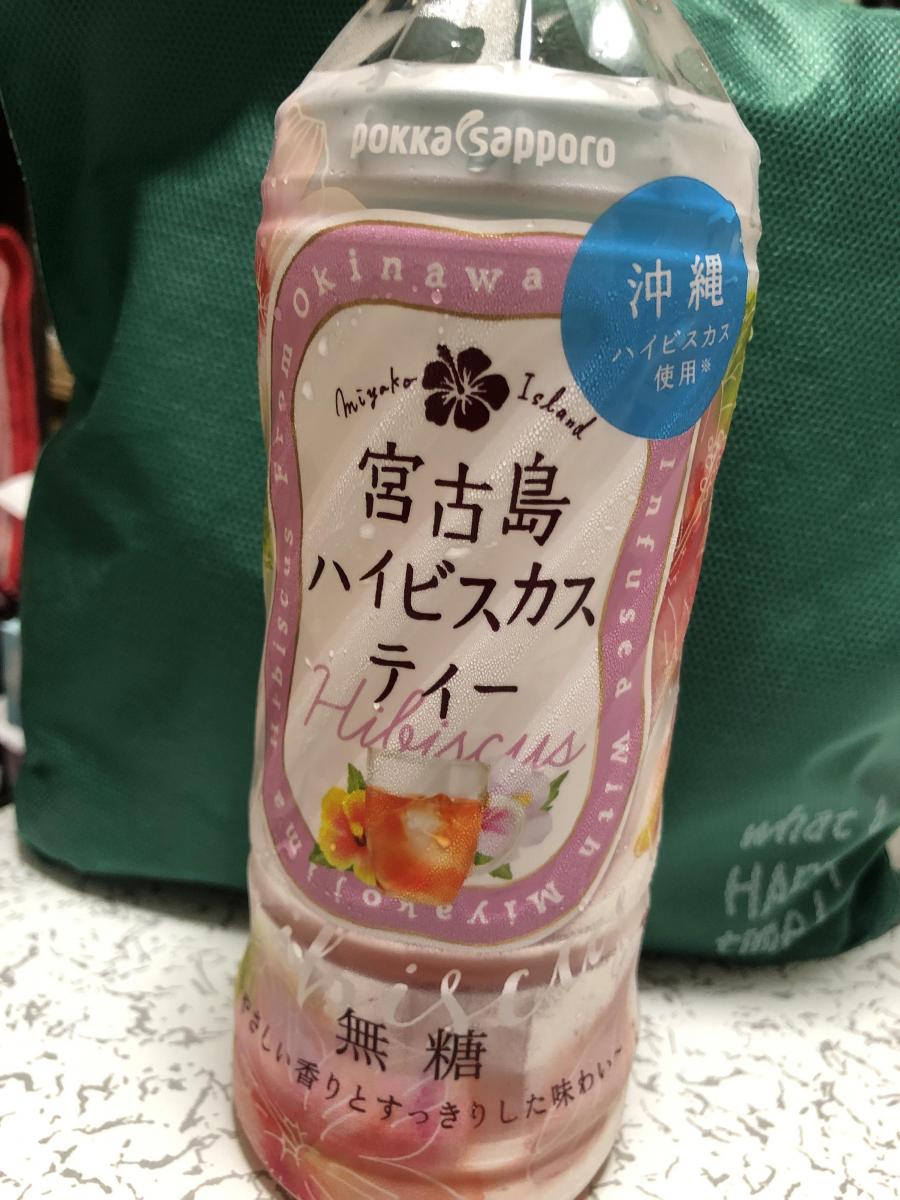 pokka sapporo
Infused With Miyakojima Hibiscus From Okinawa
沖縄
ハイビスカス
使用※
Miyako Island
宮古島
ハイビスカス
ティー
Hibiscus
無糖
やさしい香りとすっきりした味わい~
what